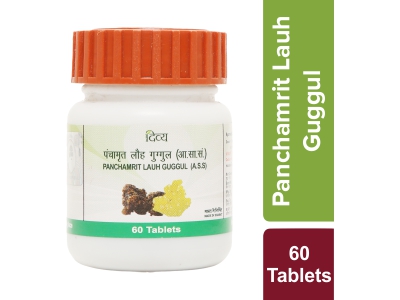 दिव्य
पंचामृत लौह गुग्गुल (आ.सा.सं.)
PANCHAMRIT LAUH GUGGUL (A.S.S)
60 Tablets
Panchamrit Lauh
Guggul
60
Tablets